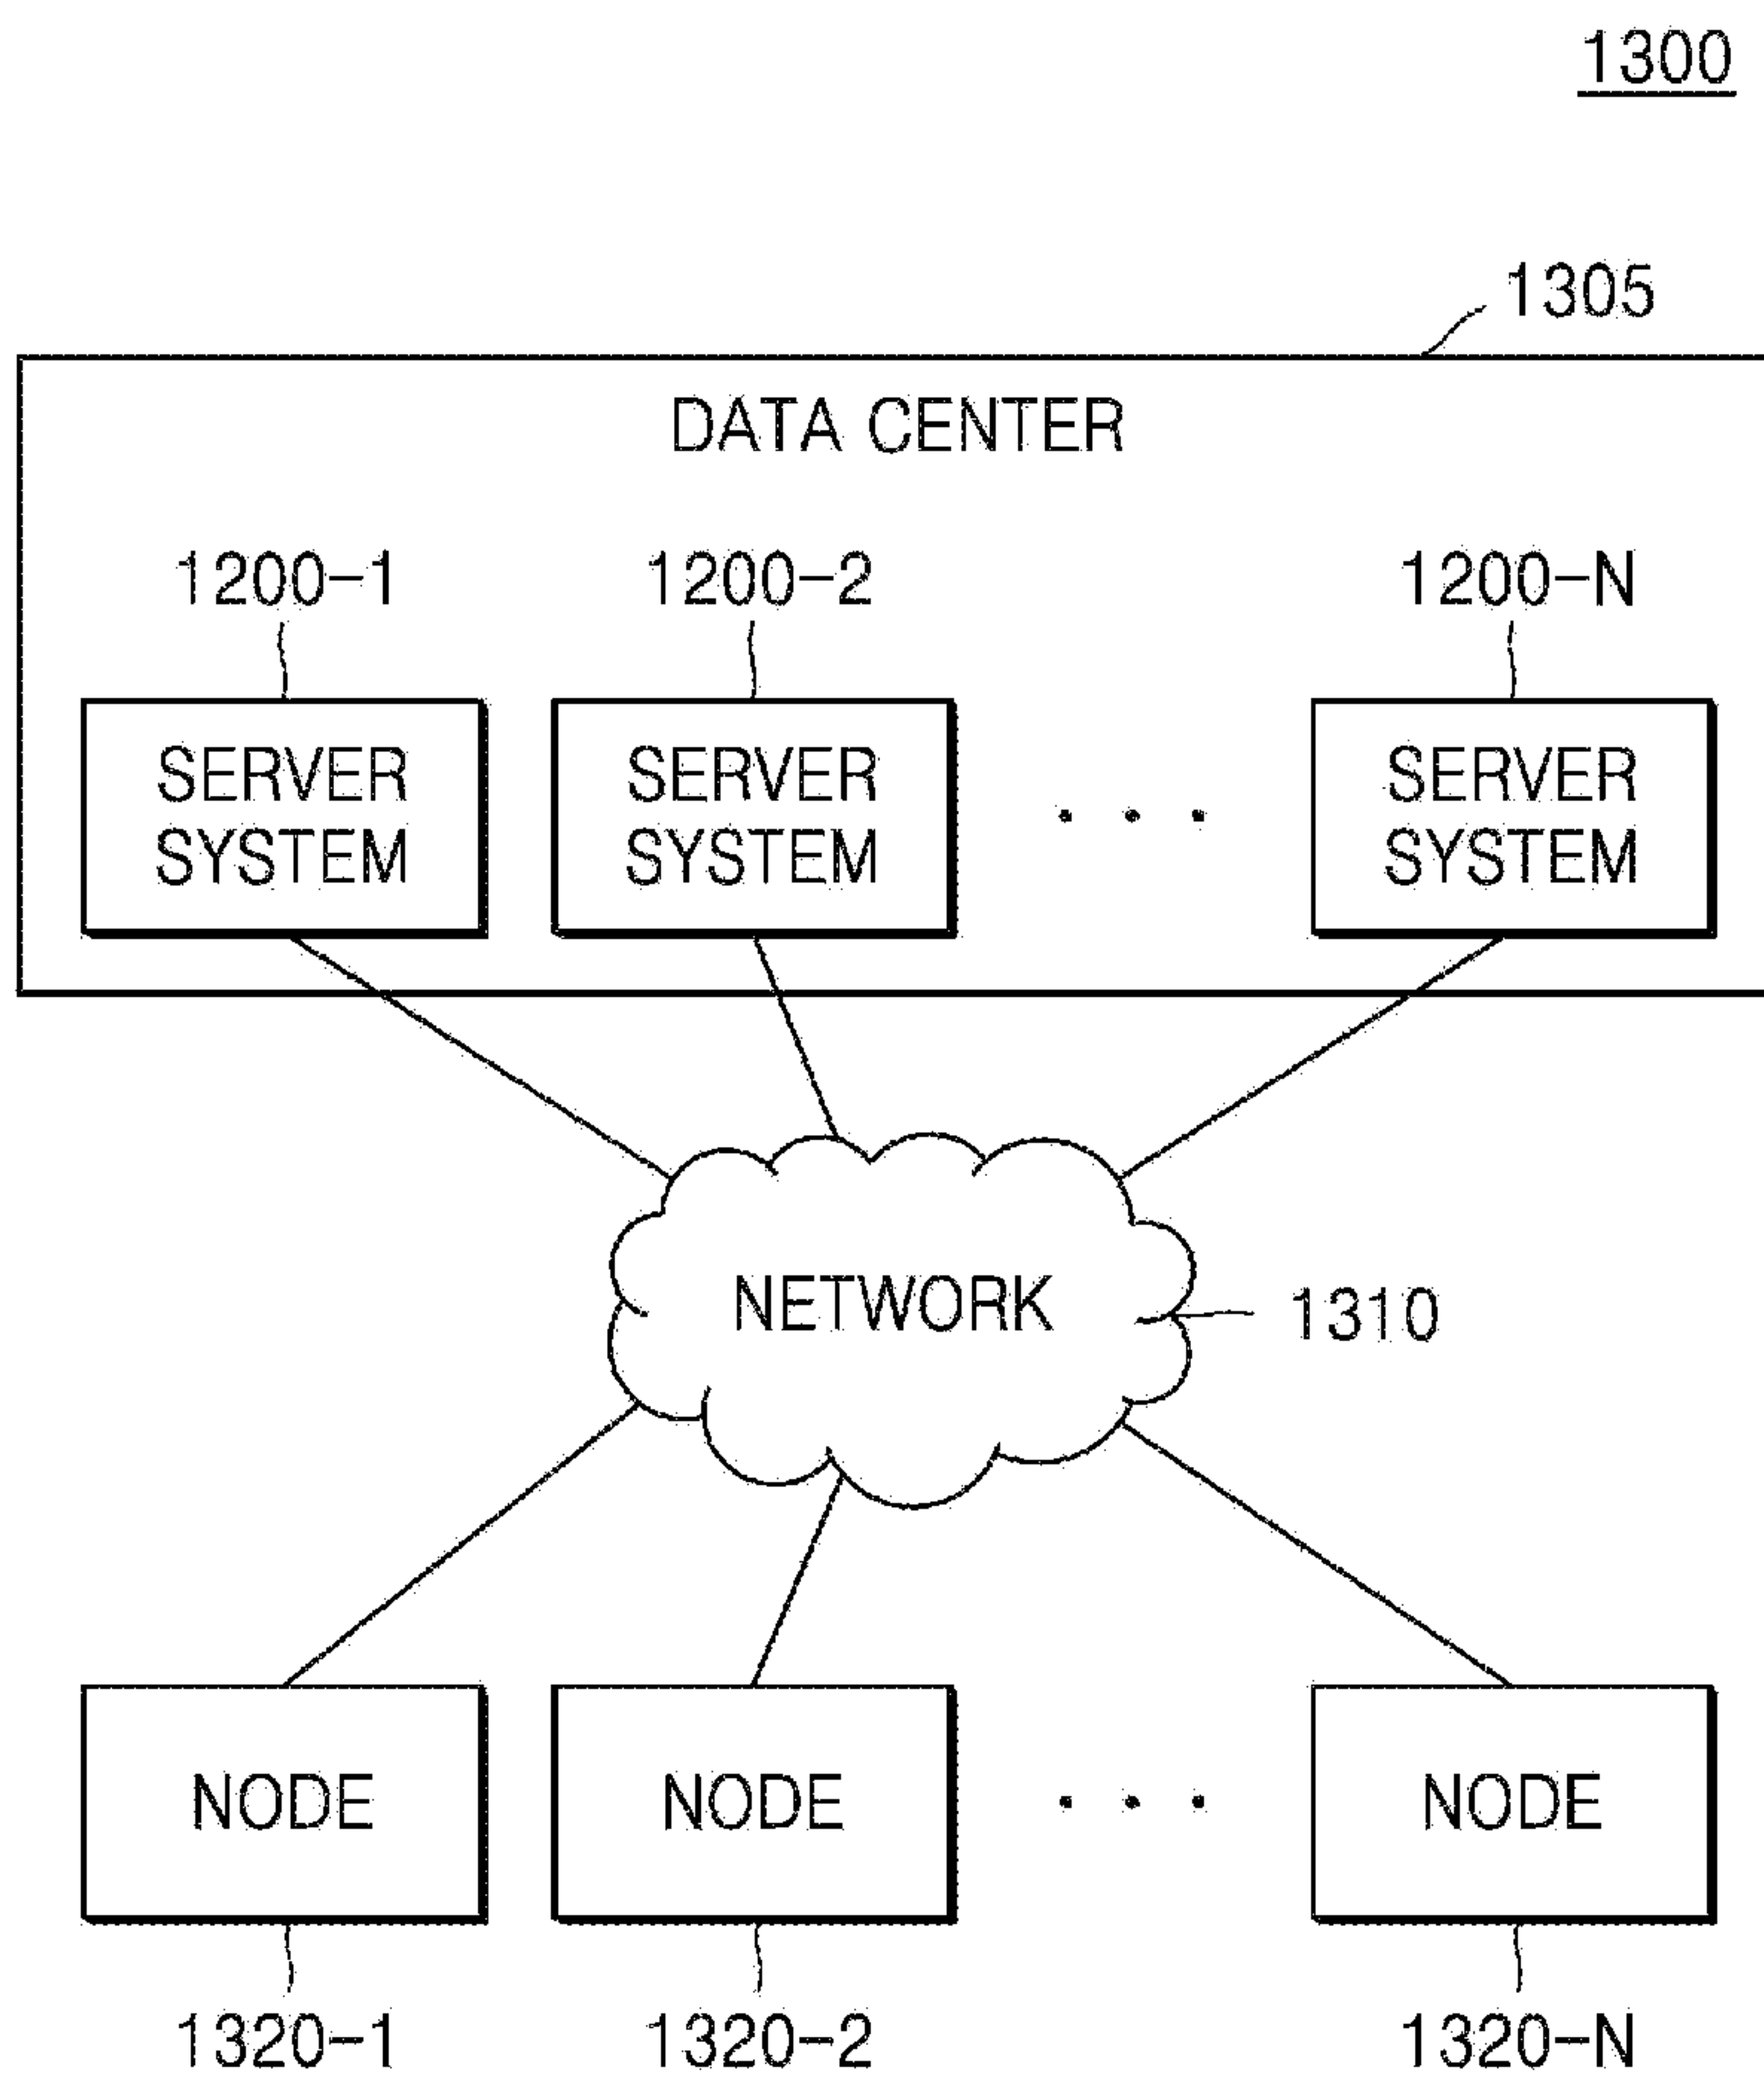 1300
1305
DATA CENTER
1200-1 1200-2 1200-N
SERVER SYSTEM SERVER SYSTEM . . . SERVER SYSTEM
NETWORK
1310
NODE NODE . . . NODE
1320-1 1320-2 1320-N